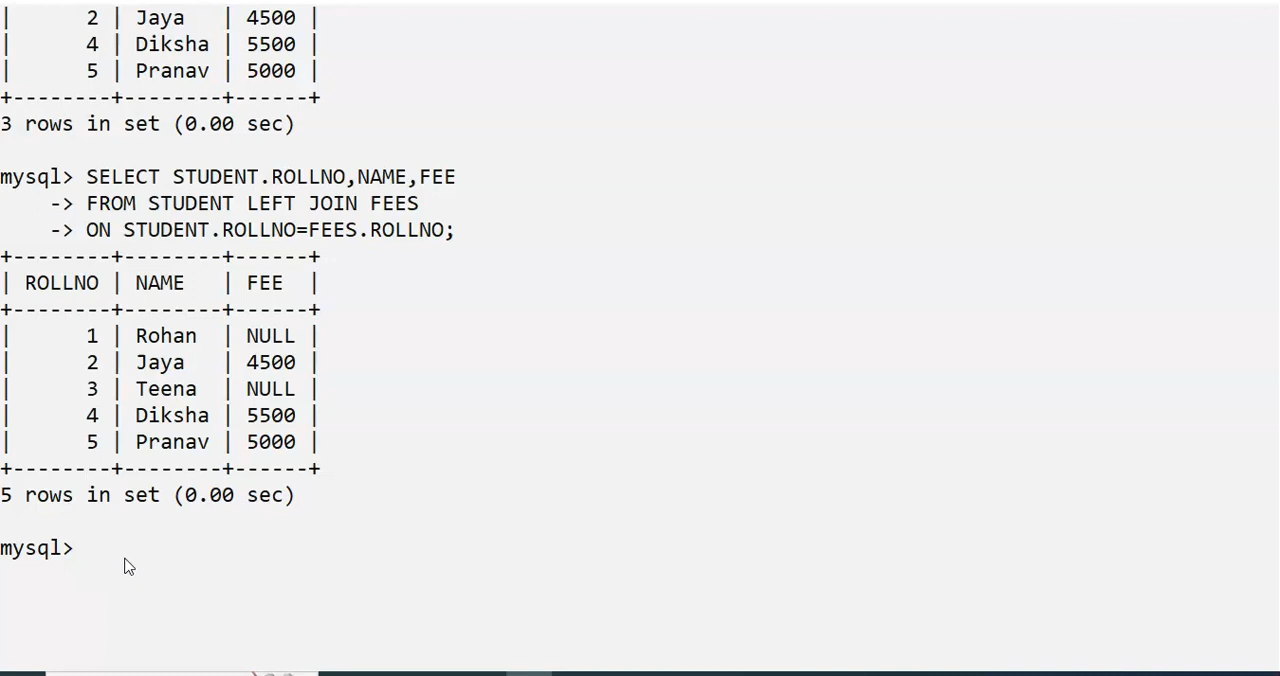 |      2 | Jaya   | 4500 |
|      4 | Diksha | 5500 |
|      5 | Pranav | 5000 |
+--------+--------+------+
3 rows in set (0.00 sec)
mysql> SELECT STUDENT.ROLLNO,NAME,FEE
    -> FROM STUDENT LEFT JOIN FEES
    -> ON STUDENT.ROLLNO=FEES.ROLLNO;
+--------+--------+------+
| ROLLNO | NAME   | FEE  |
+--------+--------+------+
|      1 | Rohan  | NULL |
|      2 | Jaya   | 4500 |
|      3 | Teena  | NULL |
|      4 | Diksha | 5500 |
|      5 | Pranav | 5000 |
+--------+--------+------+
5 rows in set (0.00 sec)
mysql>